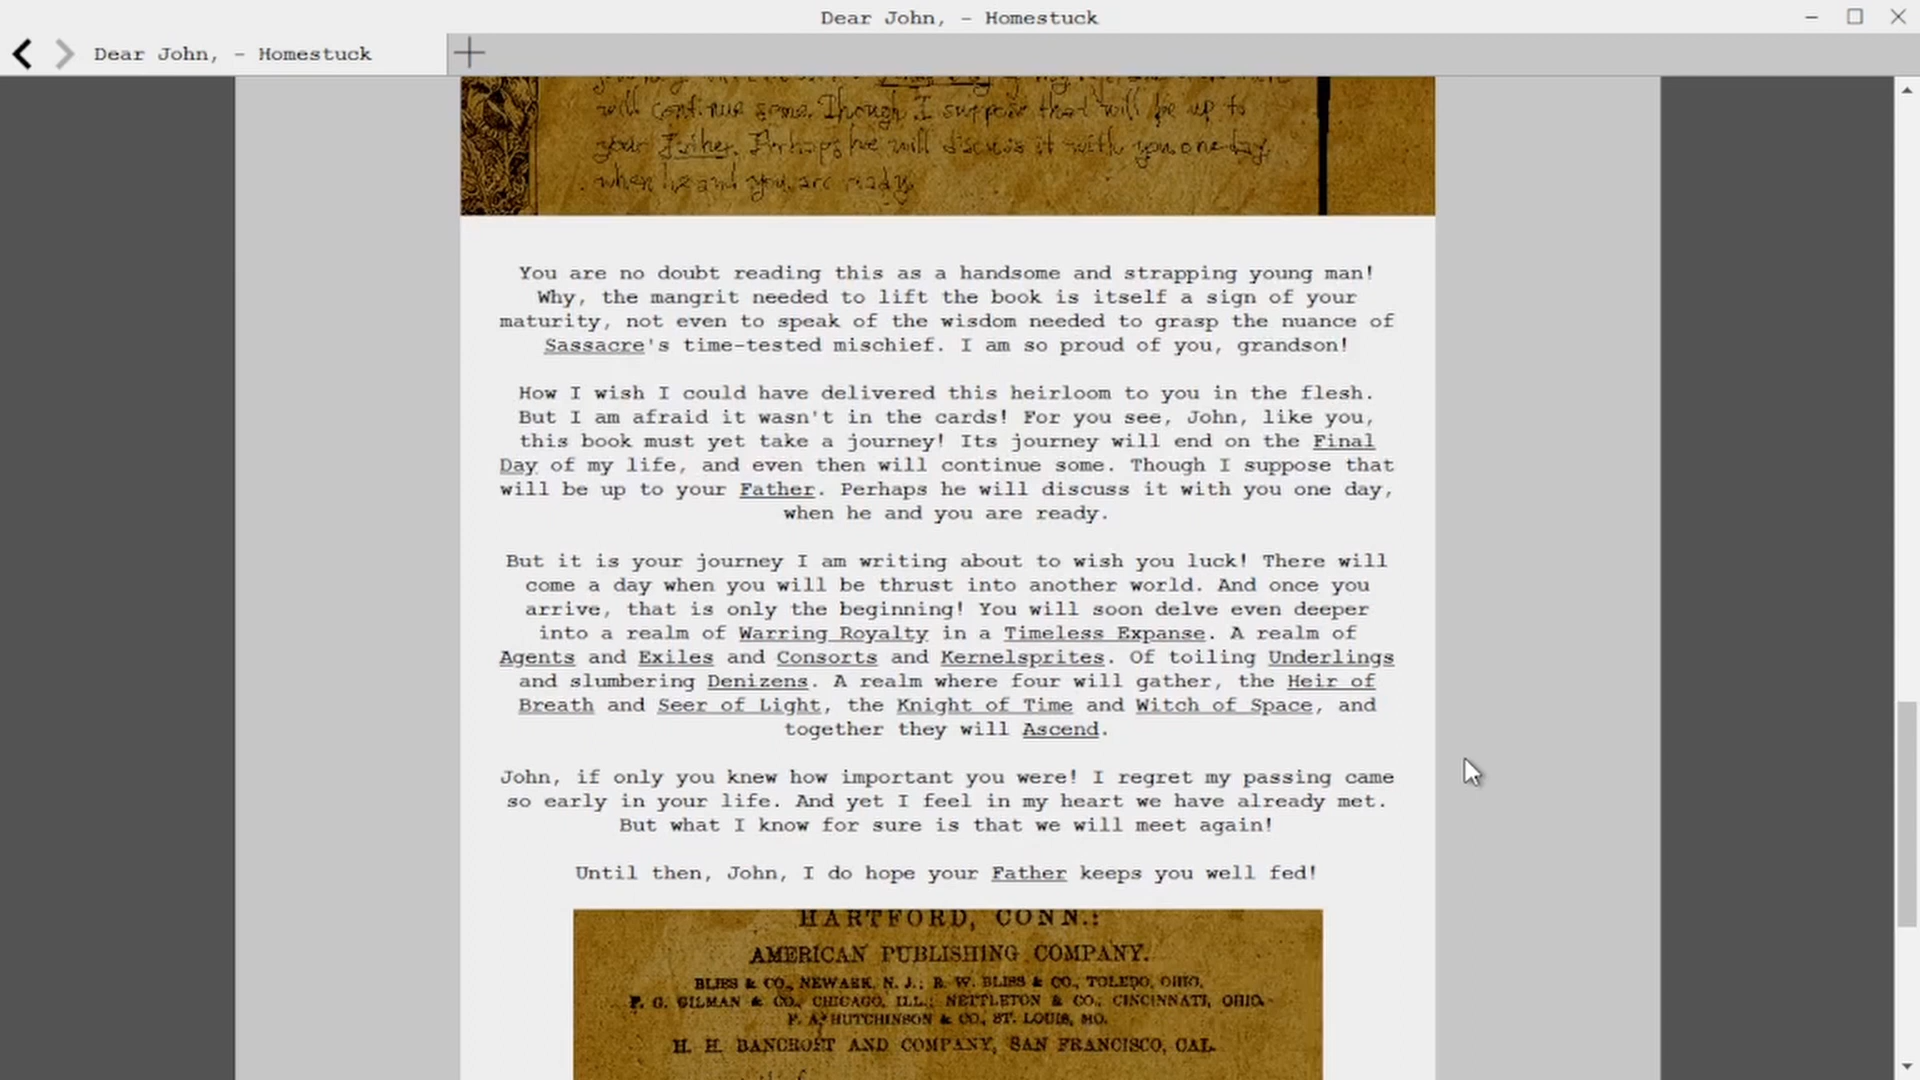 Dear John, - Homestuck
Dear John, - Homestuck
will continue some. Though I suppose that will be up to
your Father. Perhaps he will discuss it with you one day,
when he and you are ready.
You are no doubt reading this as a handsome and strapping young man!
Why, the mangrit needed to lift the book is itself a sign of your
maturity, not even to speak of the wisdom needed to grasp the nuance of
Sassacre's time-tested mischief. I am so proud of you, grandson!
How I wish I could have delivered this heirloom to you in the flesh.
But I am afraid it wasn't in the cards! For you see, John, like you,
this book must yet take a journey! Its journey will end on the Final
Day of my life, and even then will continue some. Though I suppose that
will be up to your Father. Perhaps he will discuss it with you one day,
when he and you are ready.
But it is your journey I am writing about to wish you luck! There will
come a day when you will be thrust into another world. And once you
arrive, that is only the beginning! You will soon delve even deeper
into a realm of Warring Royalty in a Timeless Expanse. A realm of
Agents and Exiles and Consorts and Kernelsprites. Of toiling Underlings
and slumbering Denizens. A realm where four will gather, the Heir of
Breath and Seer of Light, the Knight of Time and Witch of Space, and
together they will Ascend.
John, if only you knew how important you were! I regret my passing came
so early in your life. And yet I feel in my heart we have already met.
But what I know for sure is that we will meet again!
Until then, John, I do hope your Father keeps you well fed!
HARTFORD, CONN.:
AMERICAN PUBLISHING COMPANY.
BLISS & CO., NEWARK, N. J.; R. W. BLISS & CO., TOLEDO, OHIO,
F. G. GILMAN & CO., CHICAGO, ILL.; NETTLETON & CO., CINCINNATI, OHIO.
F. A. HUTCHINSON & CO., ST. LOUIS, MO.
H. H. BANCROFT AND COMPANY, SAN FRANCISCO, CAL.